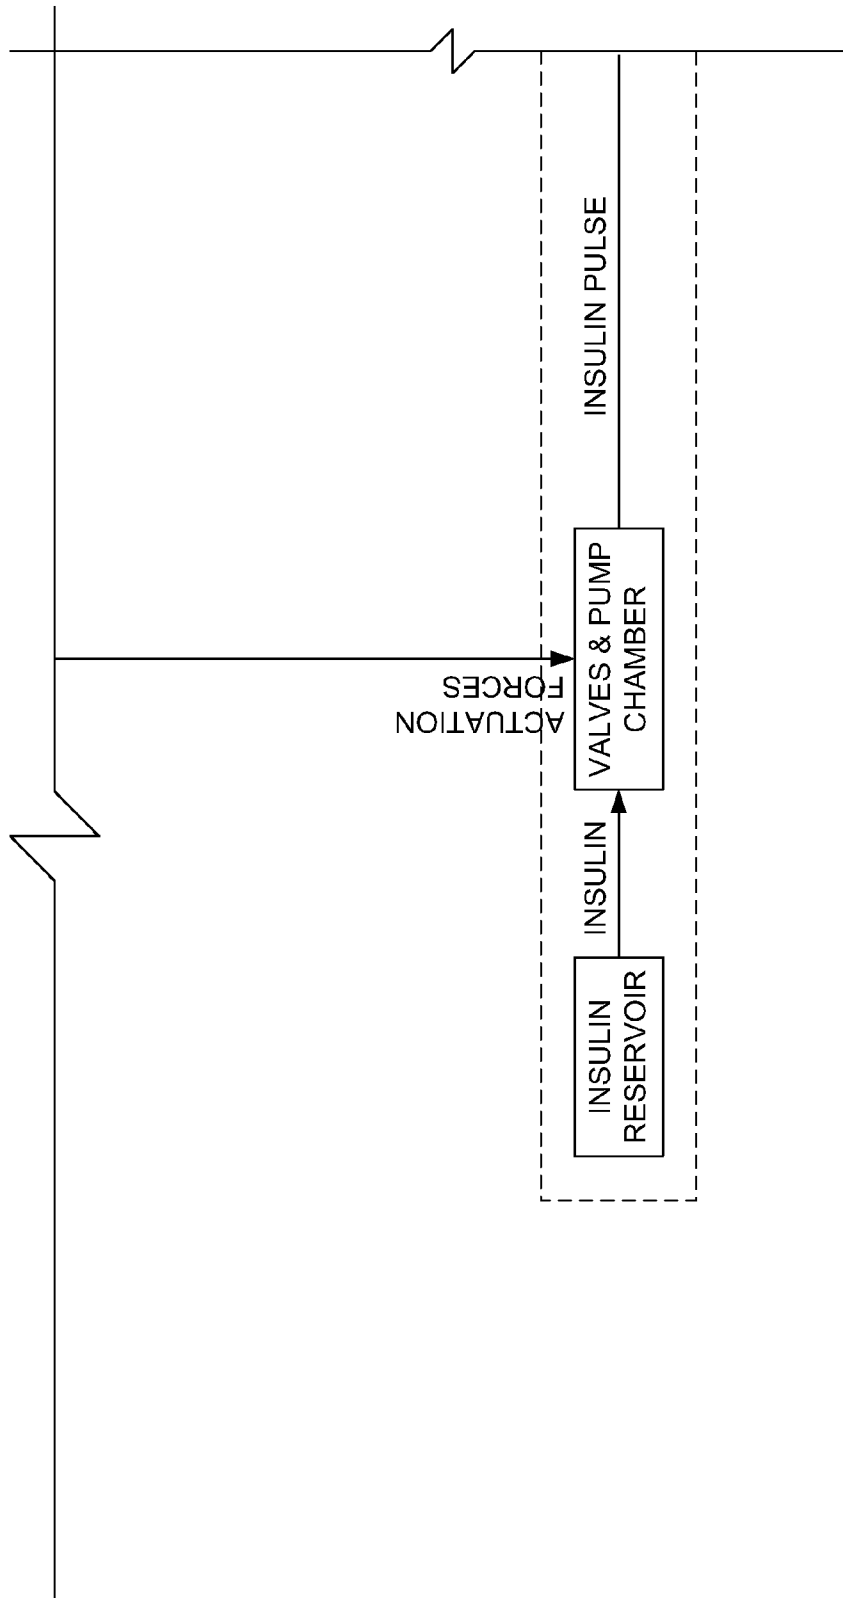 INSULIN
RESERVOIR
INSULIN
VALVES & PUMP
CHAMBER
ACTUATION
FORCES
INSULIN PULSE